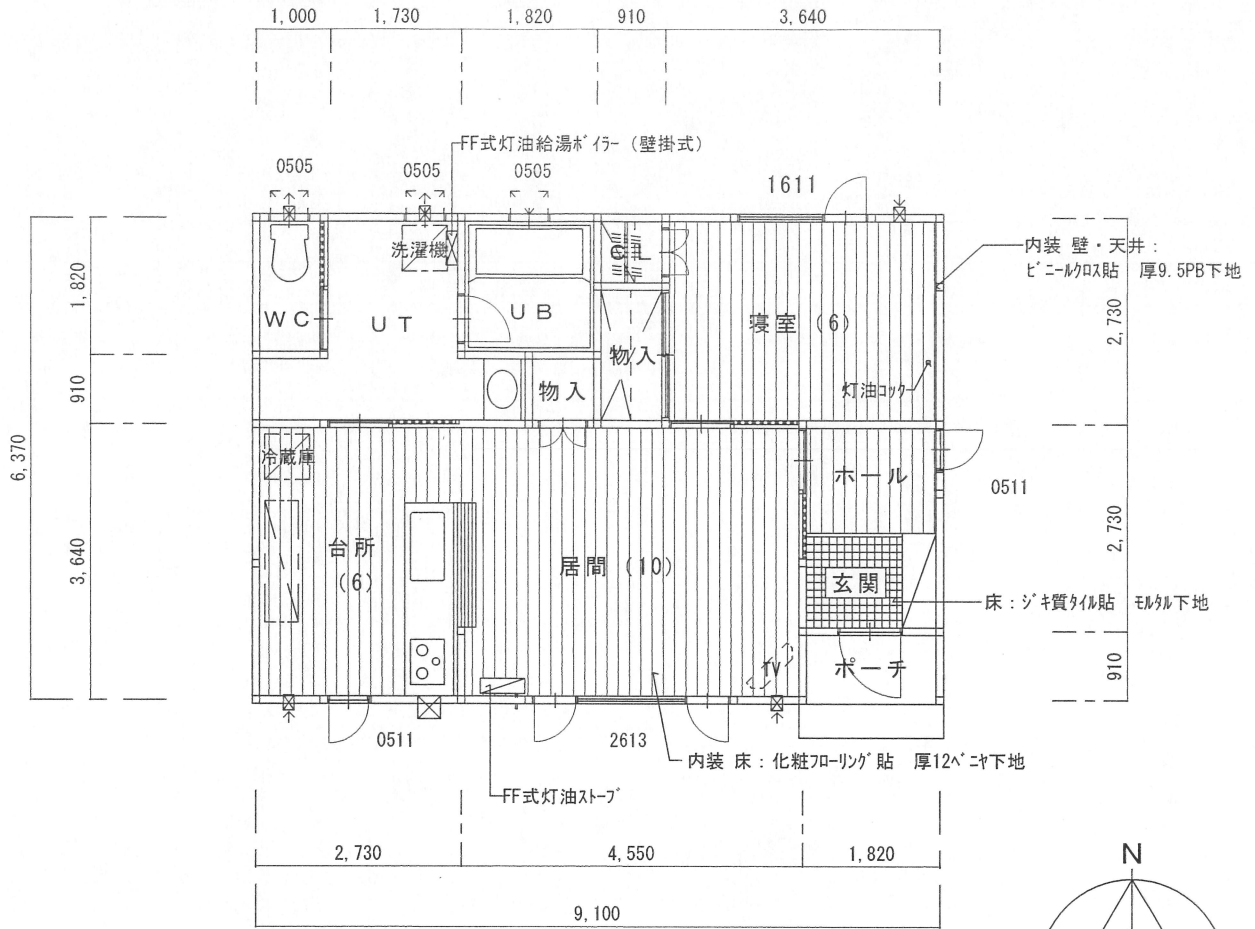 1,000
1,730
1,820
910
3,640
FF式灯油給湯ﾎﾞｲﾗｰ（壁掛式）
0505
0505
0505
1611
洗濯機
CL
内装 壁・天井：
ﾋﾞﾆｰﾙｸﾛｽ貼 厚9.5PB下地
WC
UT
UB
寝室（6）
物入
物入
灯油ｺｯｸ
1,820
910
6,370
3,640
2,730
2,730
910
冷蔵庫
ホール
0511
台所
（6）
居間（10）
玄関
床：ｼﾞｷ質ﾀｲﾙ貼 ﾓﾙﾀﾙ下地
TV
ポーチ
0511
2613
内装 床：化粧ﾌﾛｰﾘﾝｸﾞ貼 厚12ﾍﾞﾆﾔ下地
FF式灯油ｽﾄｰﾌﾞ
2,730
4,550
1,820
9,100
N